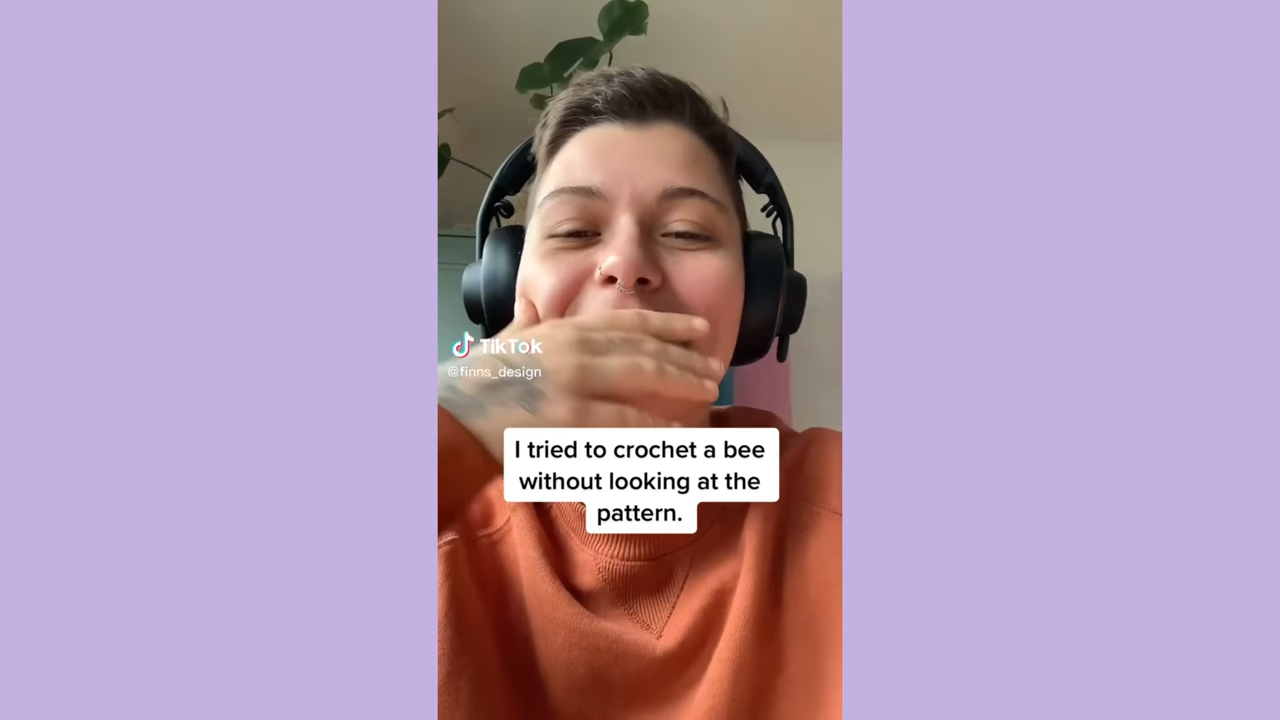 TikTok
@finns_design
I tried to crochet a bee
without looking at the
pattern.